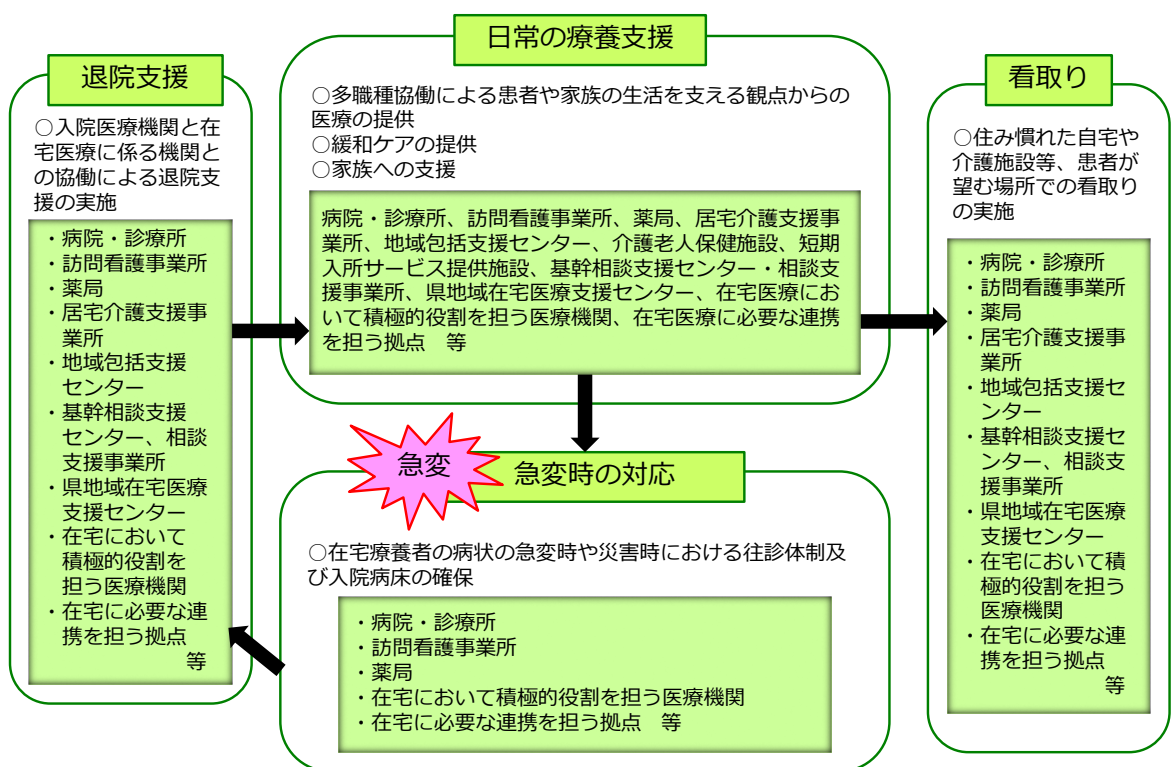 退院支援
○入院医療機関と在
宅医療に係る機関と
の協働による退院支
援の実施
・病院・診療所
・訪問看護事業所
・薬局
・居宅介護支援事
業所
・地域包括支援
センター
・基幹相談支援
センター、相談
支援事業所
・県地域在宅医療
支援センター
・在宅において
積極的役割を
担う医療機関
・在宅に必要な連
携を担う拠点
等
日常の療養支援
○多職種協働による患者や家族の生活を支える観点からの
医療の提供
○緩和ケアの提供
○家族への支援
病院・診療所、訪問看護事業所、薬局、居宅介護支援事
業所、地域包括支援センター、介護老人保健施設、短期
入所サービス提供施設、基幹相談支援センター・相談支
援事業所、県地域在宅医療支援センター、在宅医療にお
いて積極的役割を担う医療機関、在宅医療に必要な連携
を担う拠点　等
急変
急変時の対応
○在宅療養者の病状の急変時や災害時における往診体制及
び入院病床の確保
・病院・診療所
・訪問看護事業所
・薬局
・在宅において積極的役割を担う医療機関
・在宅に必要な連携を担う拠点　等
看取り
○住み慣れた自宅や
介護施設等、患者が
望む場所での看取り
の実施
・病院・診療所
・訪問看護事業所
・薬局
・居宅介護支援事
業所
・地域包括支援セ
ンター
・基幹相談支援セ
ンター、相談支
援事業所
・県地域在宅医療
支援センター
・在宅において積
極的役割を担う
医療機関
・在宅に必要な連
携を担う拠点
等